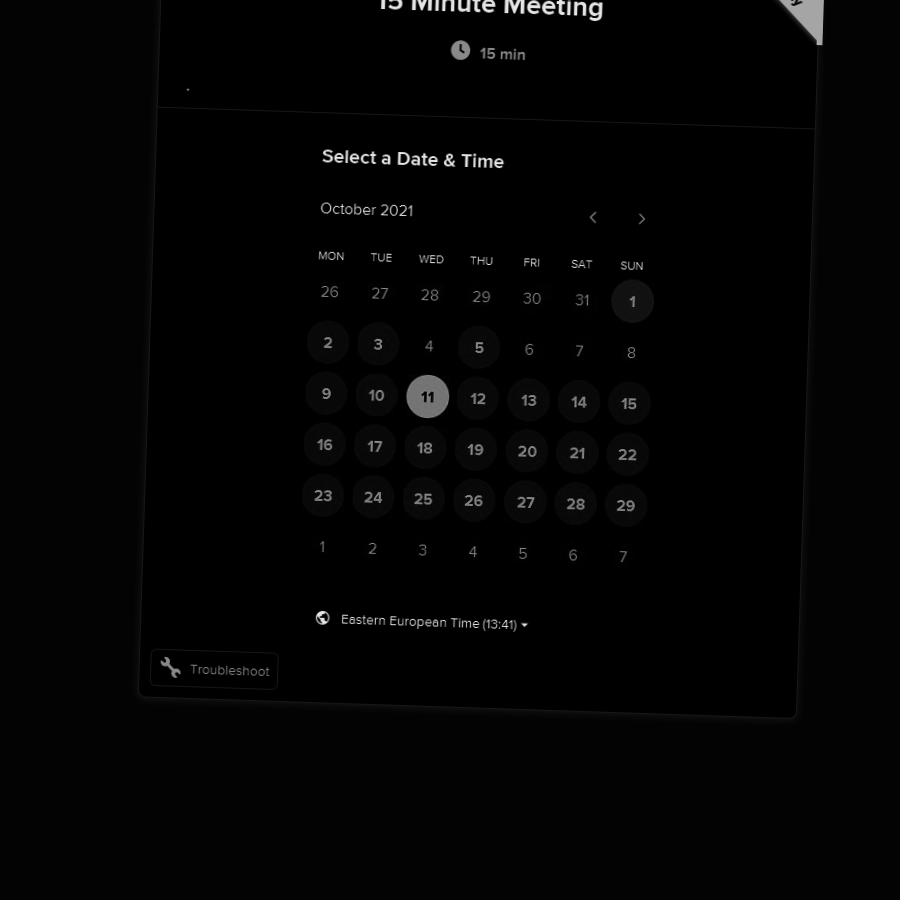 15 Minute Meeting
15 min
Select a Date & Time
October 2021
MON TUE WED THU FRI SAT SUN
26 27 28 29 30 31 1
2 3 4 5 6 7 8
9 10 11 12 13 14 15
16 17 18 19 20 21 22
23 24 25 26 27 28 29
1 2 3 4 5 6 7
Eastern European Time (13:41)
Troubleshoot